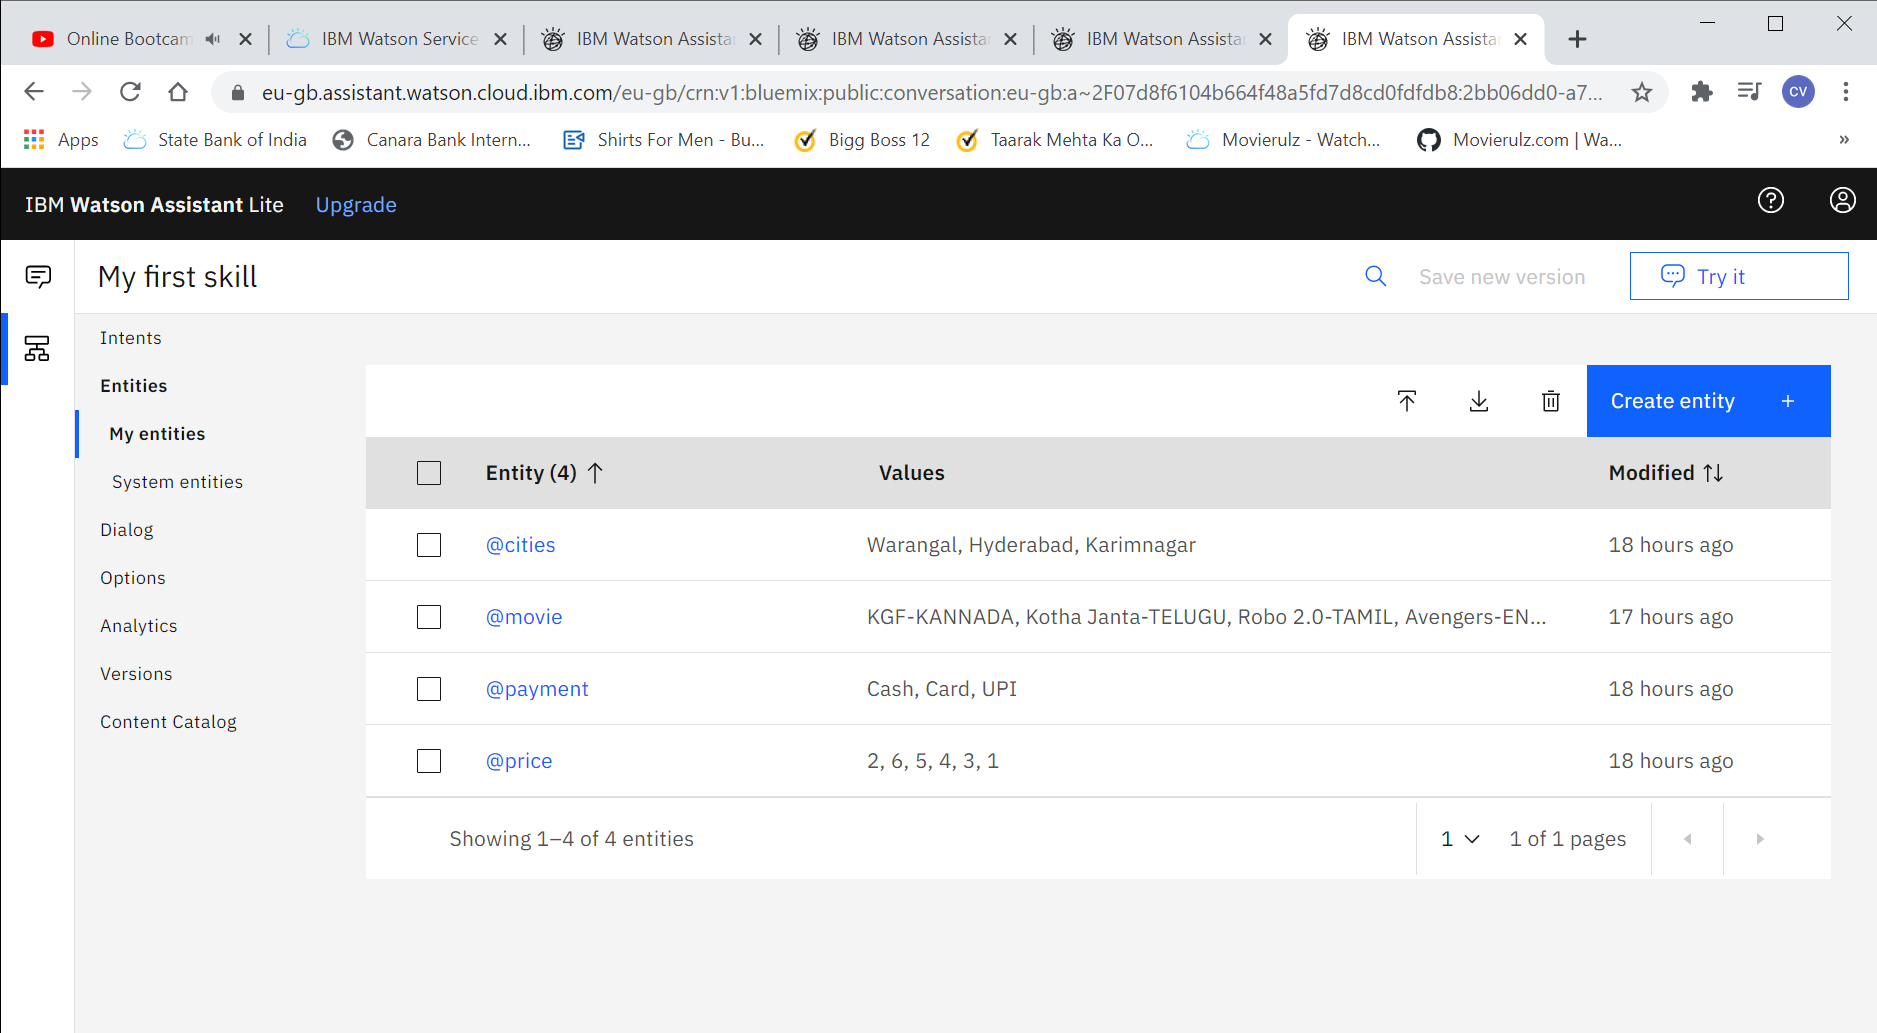 Online Bootcam
IBM Watson Service
IBM Watson Assista
IBM Watson Assista
IBM Watson Assista
IBM Watson Assista
eu-gb.assistant.watson.cloud.ibm.com/eu-gb/crn:v1:bluemix:public:conversation:eu-gb:a~2F07d8f6104b664f48a5fd7d8cd0fdfdb8:2bb06dd0-a7...
CV
Apps
State Bank of India
Canara Bank Intern...
Shirts For Men - Bu...
Bigg Boss 12
Taarak Mehta Ka O...
Movierulz - Watch...
Movierulz.com | Wa...
»
IBM Watson Assistant Lite
Upgrade
My first skill
Save new version
Try it
Intents
Entities
My entities
System entities
Dialog
Options
Analytics
Versions
Content Catalog
Create entity +
Entity (4) Values Modified
@cities Warangal, Hyderabad, Karimnagar 18 hours ago
@movie KGF-KANNADA, Kotha Janta-TELUGU, Robo 2.0-TAMIL, Avengers-EN... 17 hours ago
@payment Cash, Card, UPI 18 hours ago
@price 2, 6, 5, 4, 3, 1 18 hours ago
Showing 1–4 of 4 entities
1 1 of 1 pages